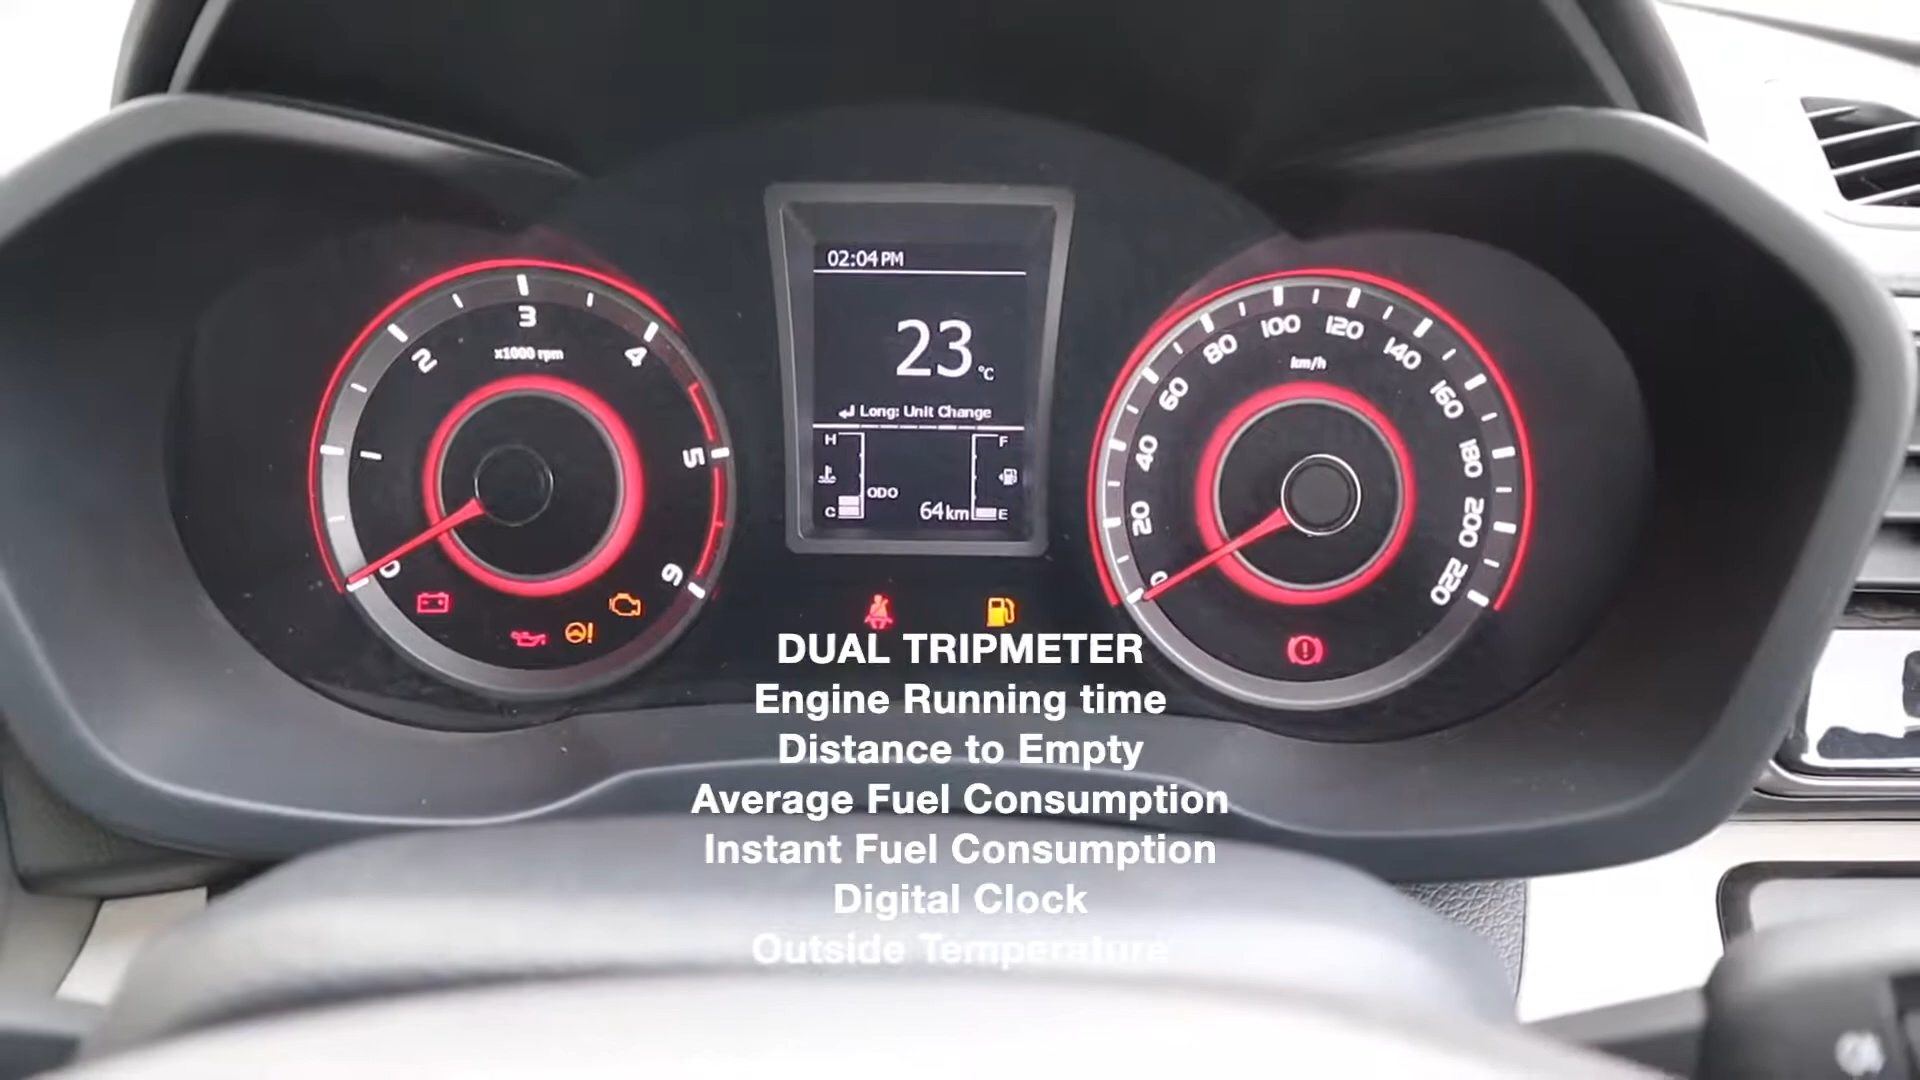 02:04 PM
23 °C
Long: Unit Change
H
F
ODO
C
64 km
E
0
2
3
4
5
6
x1000 rpm
0
20
40
60
80
100
120
140
160
180
200
220
km/h
DUAL TRIPMETER
Engine Running time
Distance to Empty
Average Fuel Consumption
Instant Fuel Consumption
Digital Clock
Outside Temperature